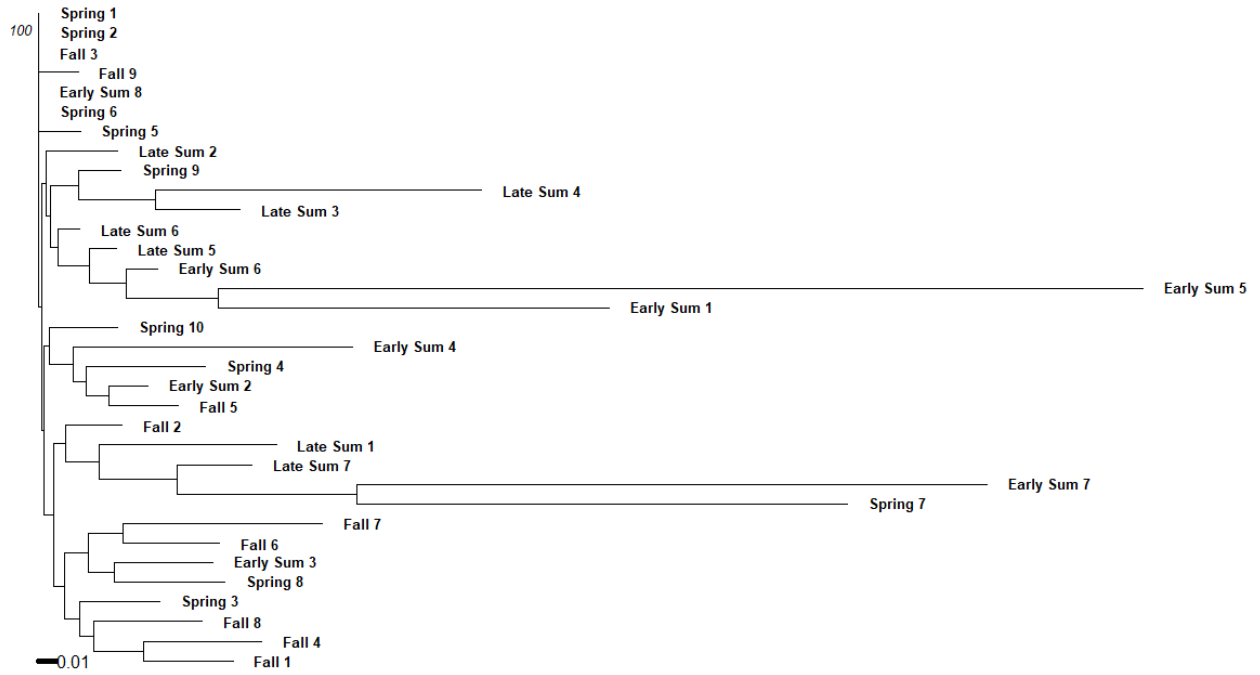 Spring 1
100
Spring 2
Fall 3
Fall 9
Early Sum 8
Spring 6
Spring 5
Late Sum 2
Spring 9
Late Sum 4
Late Sum 3
Late Sum 6
Late Sum 5
Early Sum 6
Early Sum 5
Early Sum 1
Spring 10
Early Sum 4
Spring 4
Early Sum 2
Fall 5
Fall 2
Late Sum 1
Late Sum 7
Early Sum 7
Spring 7
Fall 7
Fall 6
Early Sum 3
Spring 8
Spring 3
Fall 8
Fall 4
Fall 1
0.01